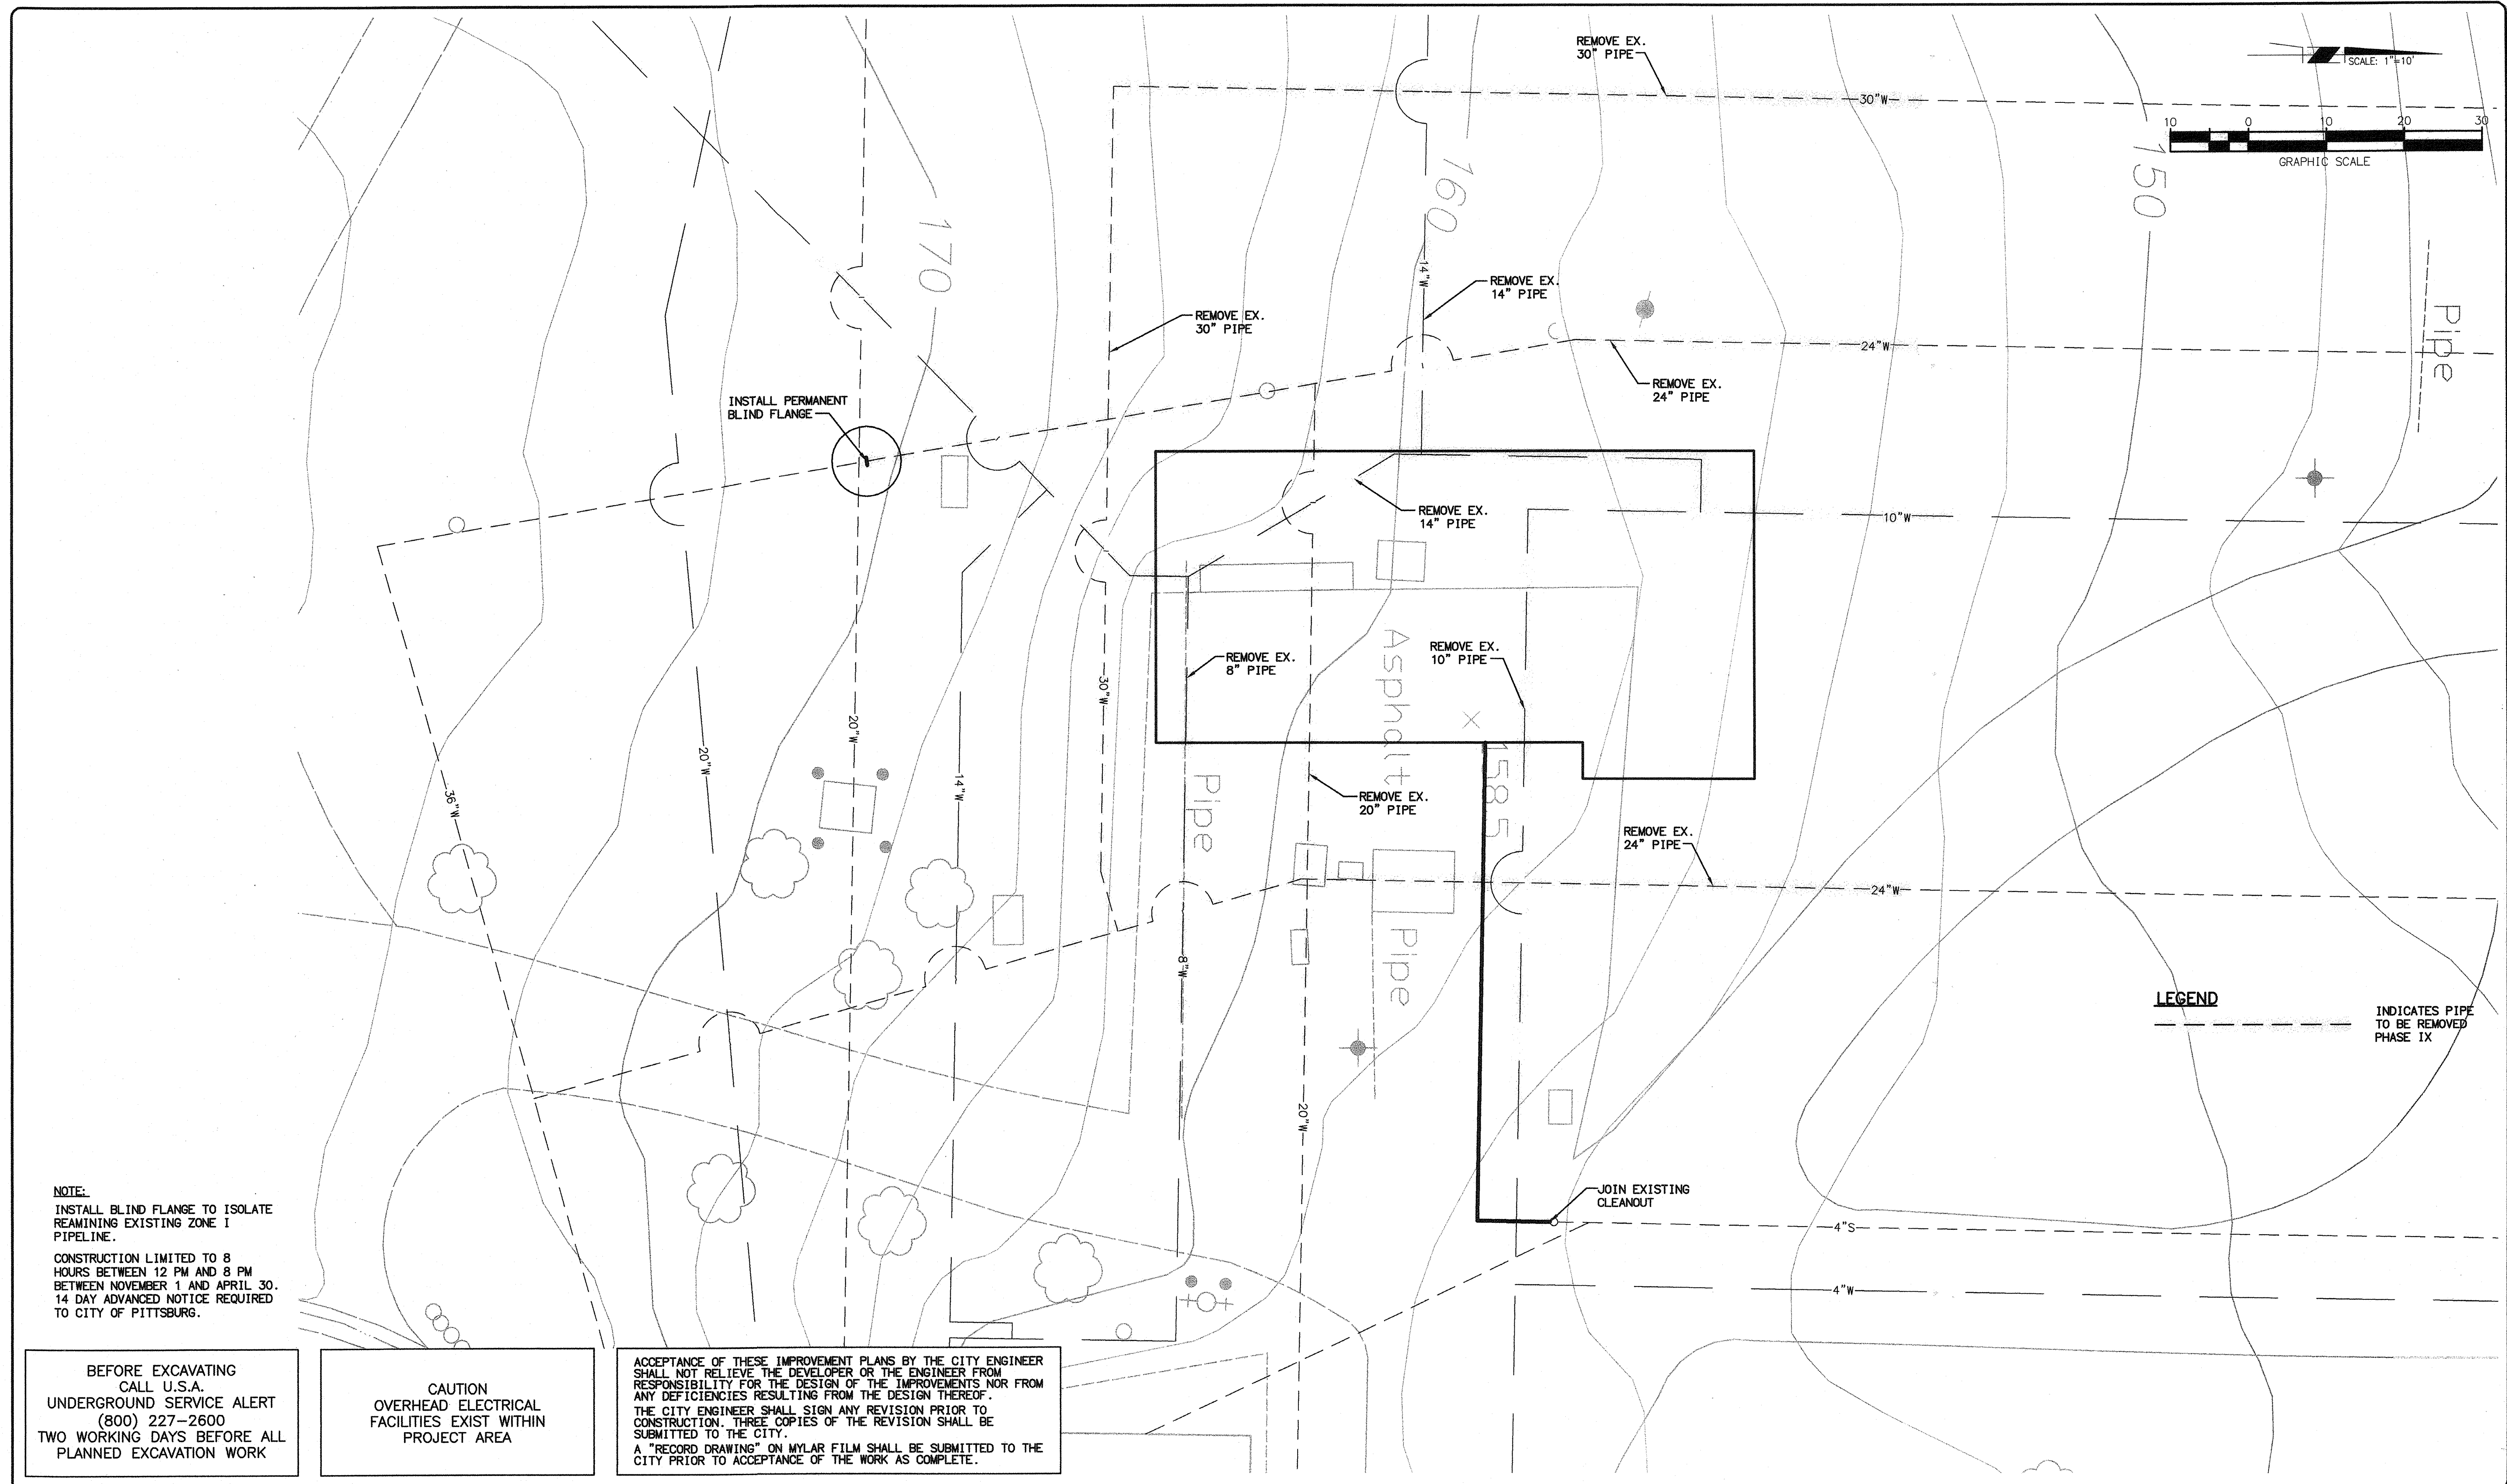 REMOVE EX.
30" PIPE
SCALE: 1"=10'
30"W
10 0 10 20 30
GRAPHIC SCALE
150
160
170
14"W
REMOVE EX.
14" PIPE
REMOVE EX.
30" PIPE
24"W
Pipe
REMOVE EX.
24" PIPE
INSTALL PERMANENT
BLIND FLANGE
REMOVE EX.
14" PIPE
10"W
REMOVE EX.
8" PIPE
Asphalt
REMOVE EX.
10" PIPE
30"W
20"W
20"W
14"W
36"W
Pipe
158.5
REMOVE EX.
20" PIPE
REMOVE EX.
24" PIPE
24"W
8"W
Pipe
LEGEND
INDICATES PIPE
TO BE REMOVED
PHASE IX
20"W
JOIN EXISTING
CLEANOUT
4"S
4"W
NOTE:
INSTALL BLIND FLANGE TO ISOLATE
REAMINING EXISTING ZONE I
PIPELINE.
CONSTRUCTION LIMITED TO 8
HOURS BETWEEN 12 PM AND 8 PM
BETWEEN NOVEMBER 1 AND APRIL 30.
14 DAY ADVANCED NOTICE REQUIRED
TO CITY OF PITTSBURG.
BEFORE EXCAVATING
CALL U.S.A.
UNDERGROUND SERVICE ALERT
(800) 227-2600
TWO WORKING DAYS BEFORE ALL
PLANNED EXCAVATION WORK
CAUTION
OVERHEAD ELECTRICAL
FACILITIES EXIST WITHIN
PROJECT AREA
ACCEPTANCE OF THESE IMPROVEMENT PLANS BY THE CITY ENGINEER
SHALL NOT RELIEVE THE DEVELOPER OR THE ENGINEER FROM
RESPONSIBILITY FOR THE DESIGN OF THE IMPROVEMENTS NOR FROM
ANY DEFICIENCIES RESULTING FROM THE DESIGN THEREOF.
THE CITY ENGINEER SHALL SIGN ANY REVISION PRIOR TO
CONSTRUCTION. THREE COPIES OF THE REVISION SHALL BE
SUBMITTED TO THE CITY.
A "RECORD DRAWING" ON MYLAR FILM SHALL BE SUBMITTED TO THE
CITY PRIOR TO ACCEPTANCE OF THE WORK AS COMPLETE.